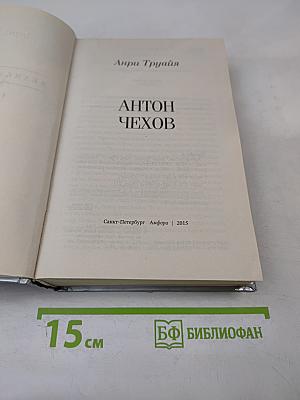 Анри Труайя
АНТОН
ЧЕХОВ
Санкт-Петербург Амфора | 2015
15 см
БФ БИБЛИОФАН